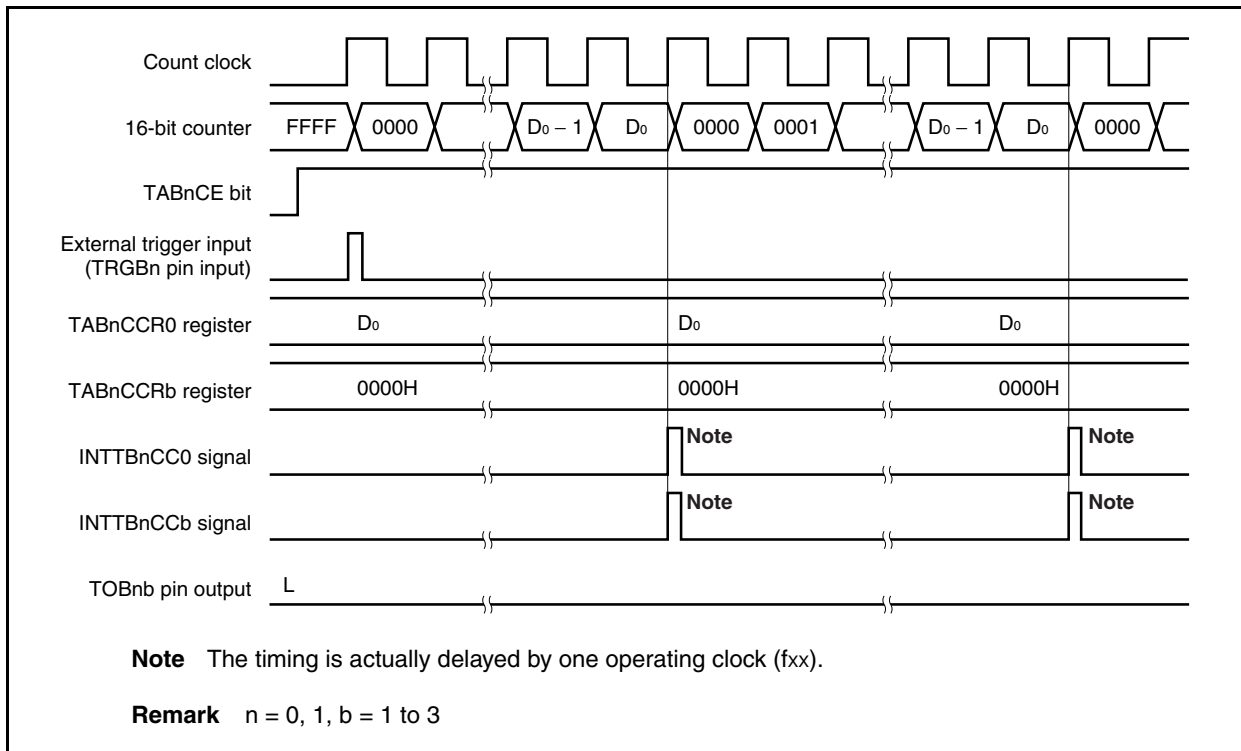 Count clock
16-bit counter FFFF 0000 D0 – 1 D0 0000 0001 D0 – 1 D0 0000
TABnCE bit
External trigger input
(TRGBn pin input)
TABnCCR0 register D0 D0 D0
TABnCCRb register 0000H 0000H 0000H
INTTBnCC0 signal Note Note
INTTBnCCb signal Note Note
TOBnb pin output L
Note The timing is actually delayed by one operating clock (fxx).
Remark n = 0, 1, b = 1 to 3